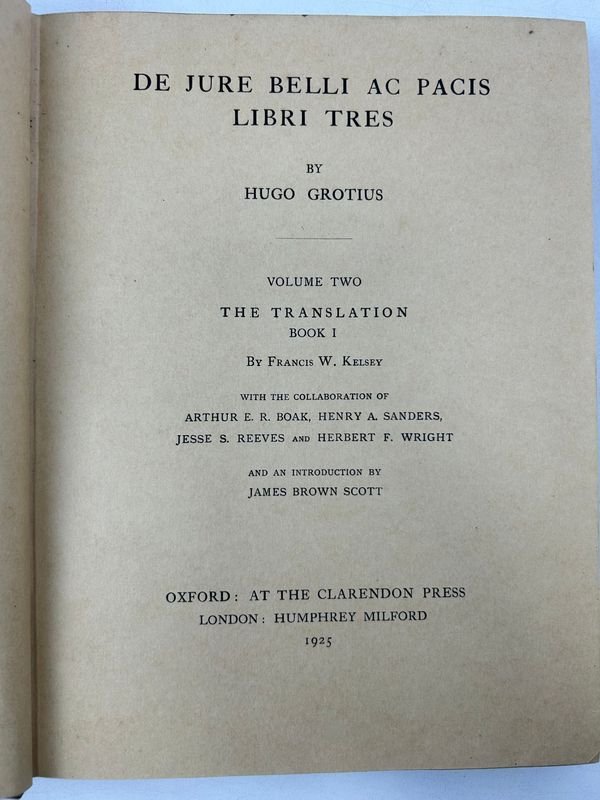 DE JURE BELLI AC PACIS
LIBRI TRES
BY
HUGO GROTIUS
VOLUME TWO
THE TRANSLATION
BOOK I
By Francis W. Kelsey
WITH THE COLLABORATION OF
ARTHUR E. R. BOAK, HENRY A. SANDERS,
JESSE S. REEVES AND HERBERT F. WRIGHT
AND AN INTRODUCTION BY
JAMES BROWN SCOTT
OXFORD: AT THE CLARENDON PRESS
LONDON: HUMPHREY MILFORD
1925